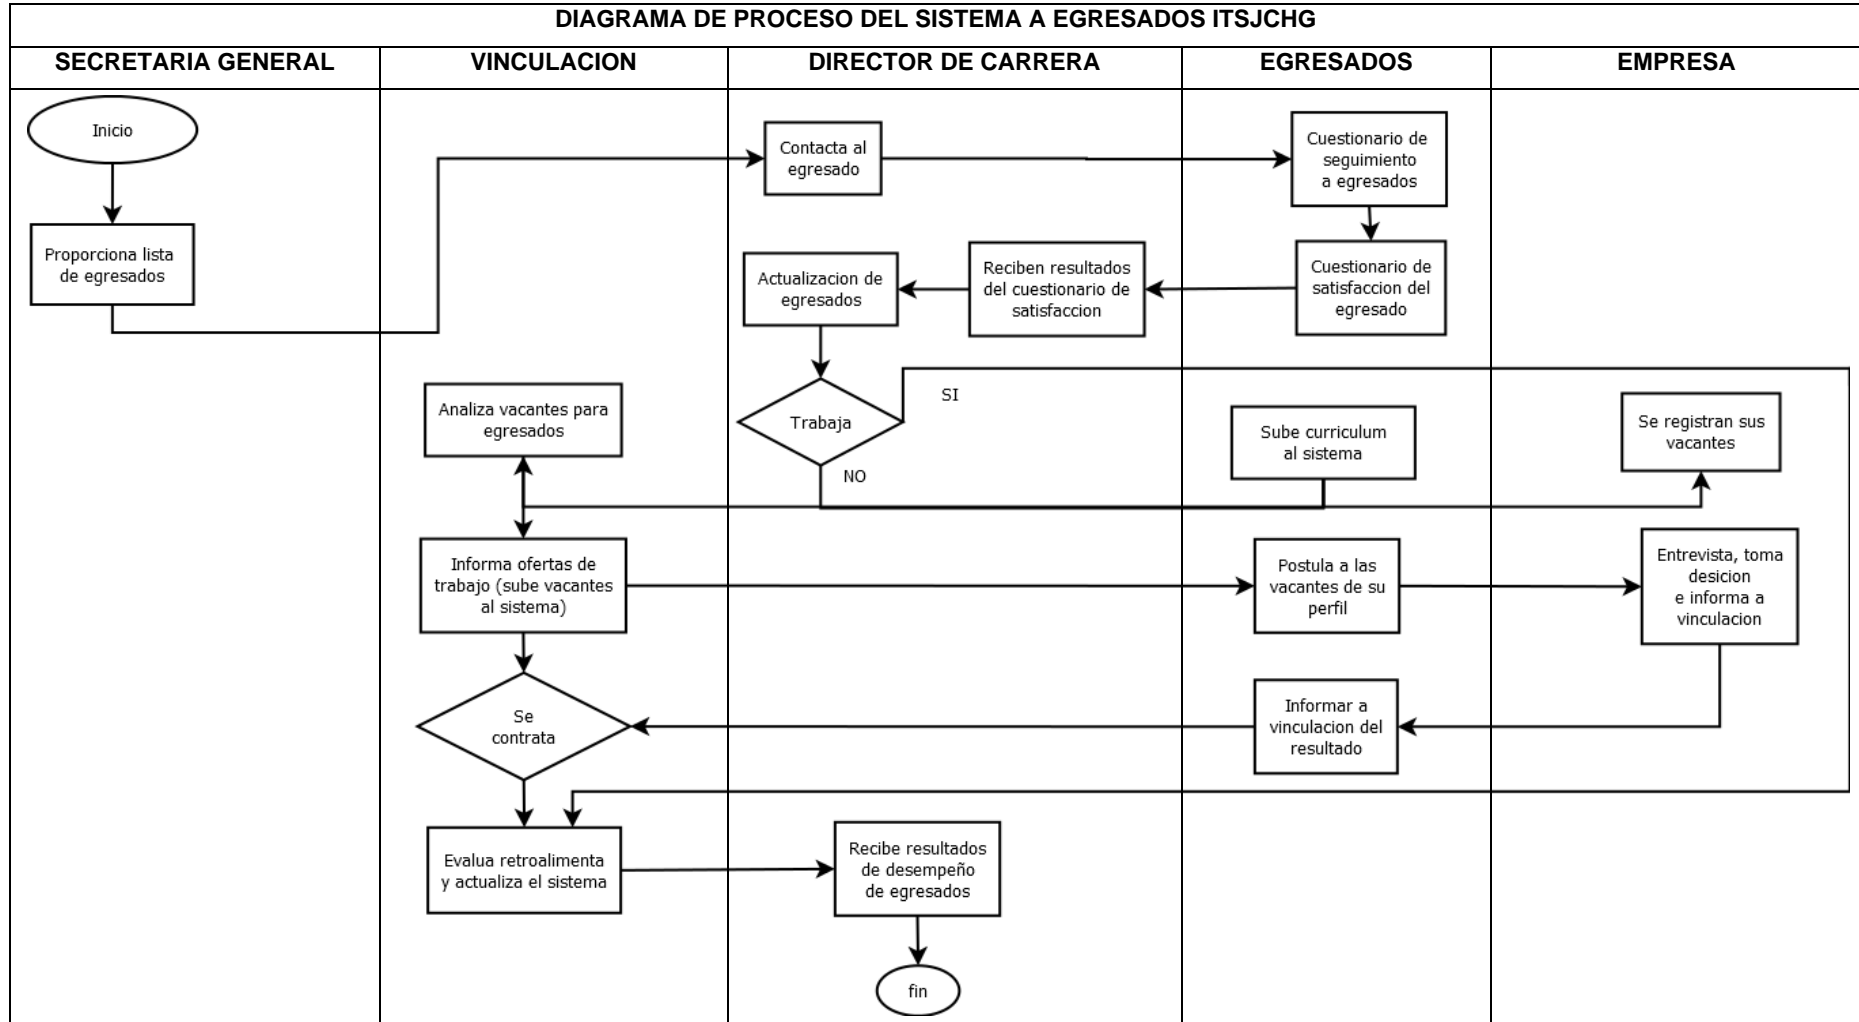 DIAGRAMA DE PROCESO DEL SISTEMA A EGRESADOS ITSJCHG
SECRETARIA GENERAL
VINCULACION
DIRECTOR DE CARRERA
EGRESADOS
EMPRESA
Inicio
Proporciona lista
de egresados
Contacta al
egresado
Cuestionario de
seguimiento
a egresados
Cuestionario de
satisfaccion del
egresado
Reciben resultados
del cuestionario de
satisfaccion
Actualizacion de
egresados
Trabaja
SI
NO
Analiza vacantes para
egresados
Sube curriculum
al sistema
Se registran sus
vacantes
Informa ofertas de
trabajo (sube vacantes
al sistema)
Postula a las
vacantes de su
perfil
Entrevista, toma
desicion
e informa a
vinculacion
Se
contrata
Informar a
vinculacion del
resultado
Evalua retroalimenta
y actualiza el sistema
Recibe resultados
de desempeño
de egresados
fin